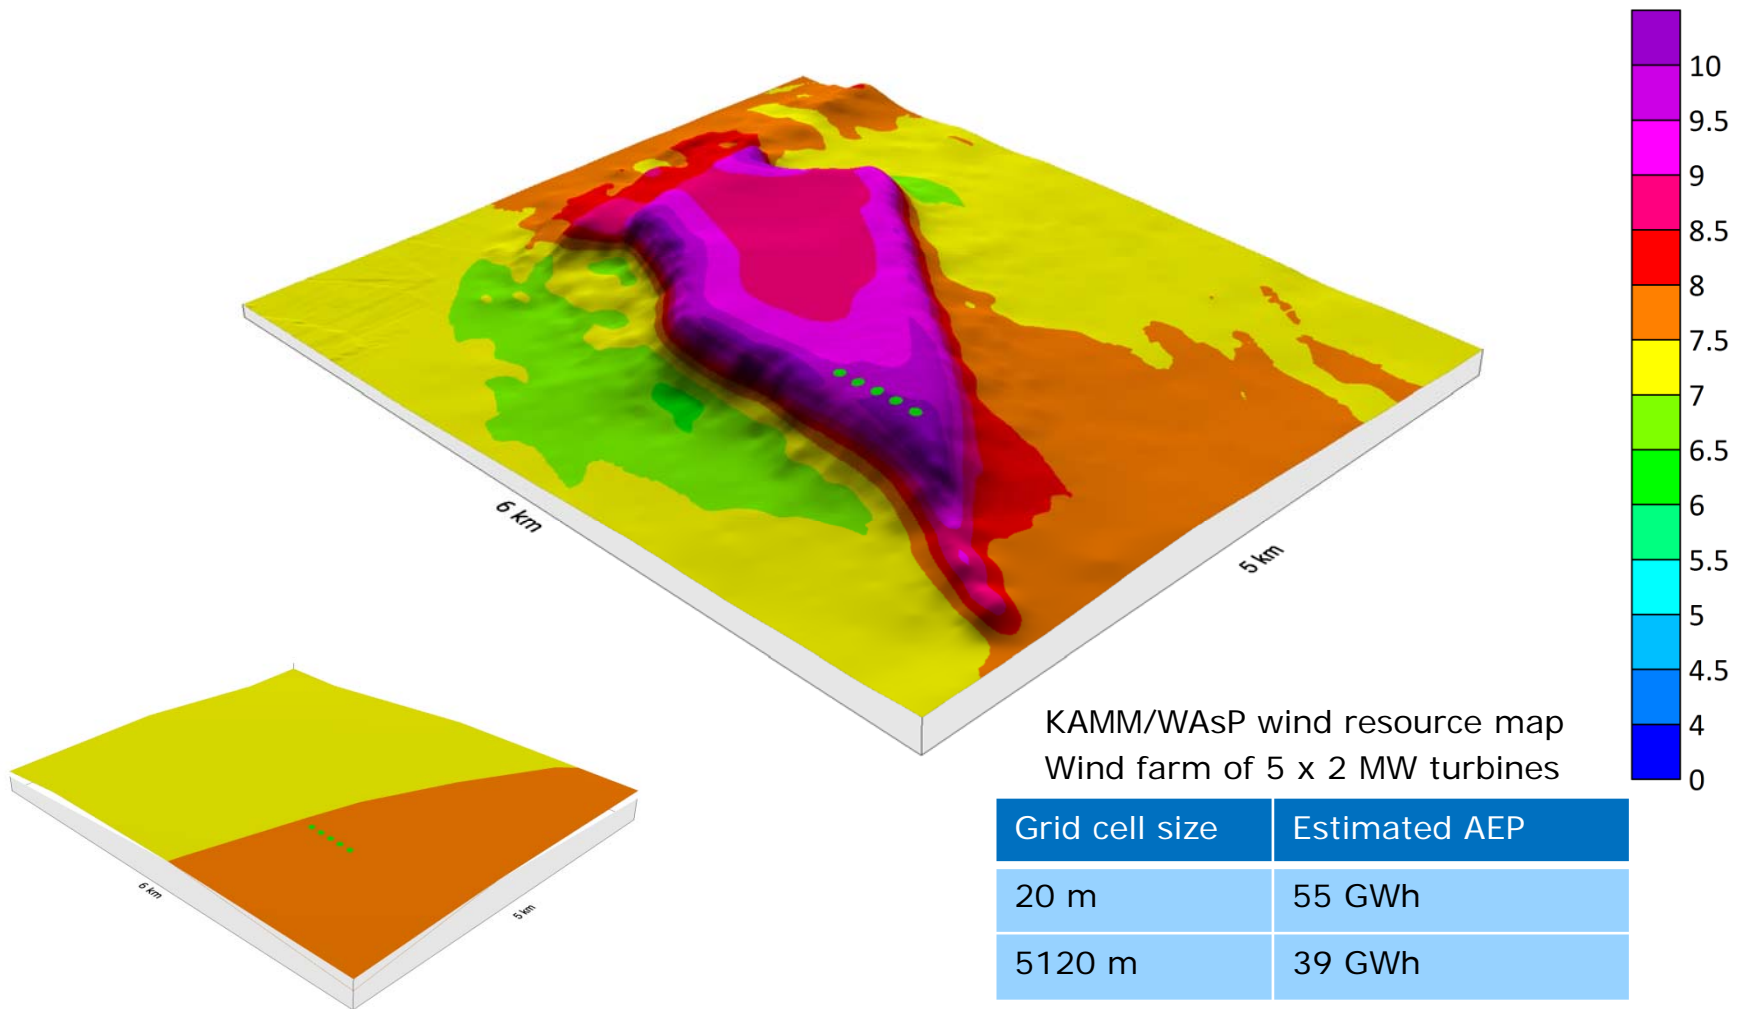 10
9.5
9
8.5
8
7.5
7
6.5
6
5.5
5
4.5
4
0
6 km
5 km
KAMM/WAsP wind resource map
Wind farm of 5 x 2 MW turbines
Grid cell size Estimated AEP
20 m 55 GWh
5120 m 39 GWh
6 km
5 km